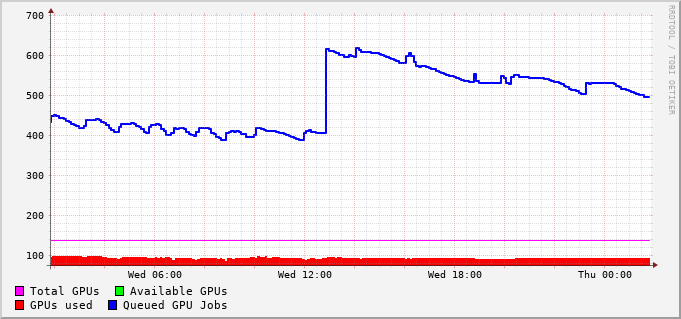 700
600
500
400
300
200
100
Wed 06:00 Wed 12:00 Wed 18:00 Thu 00:00
Total GPUs Available GPUs
GPUs used Queued GPU Jobs
RRDTOOL / TOBI OETIKER